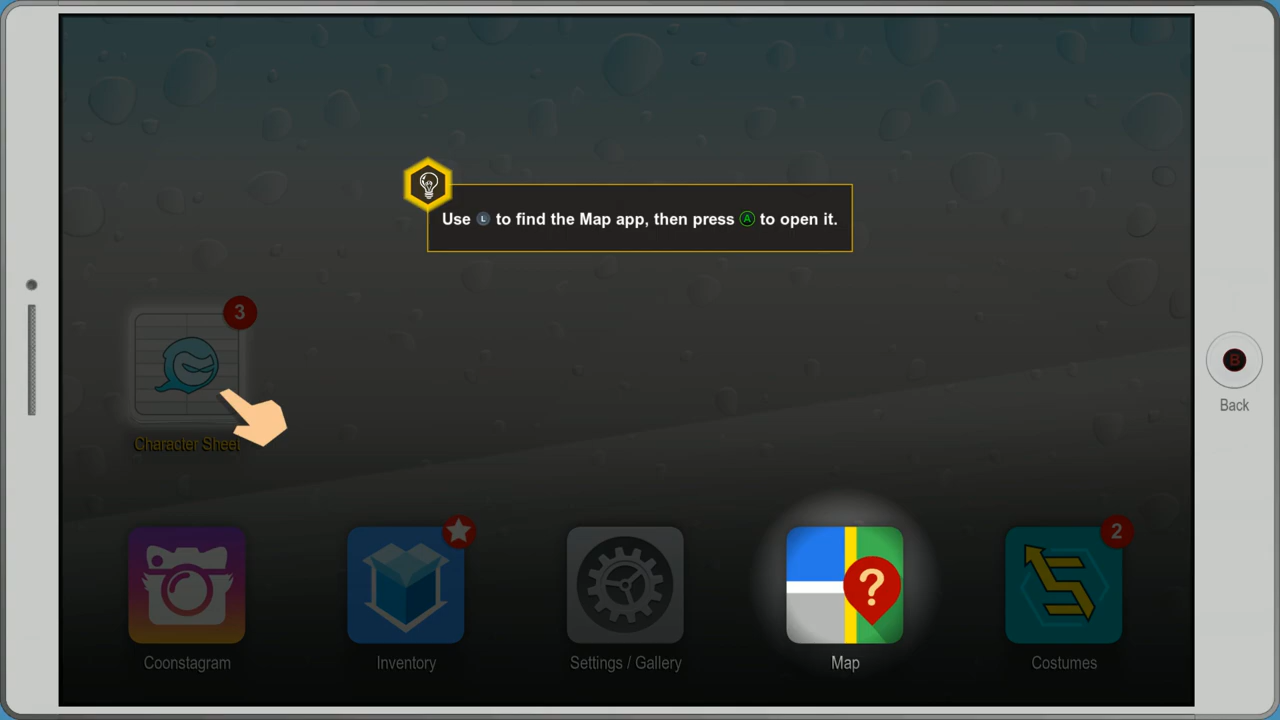 Use L to find the Map app, then press A to open it.
3
Character Sheet
B
Back
2
?
Coonstagram
Inventory
Settings / Gallery
Map
Costumes